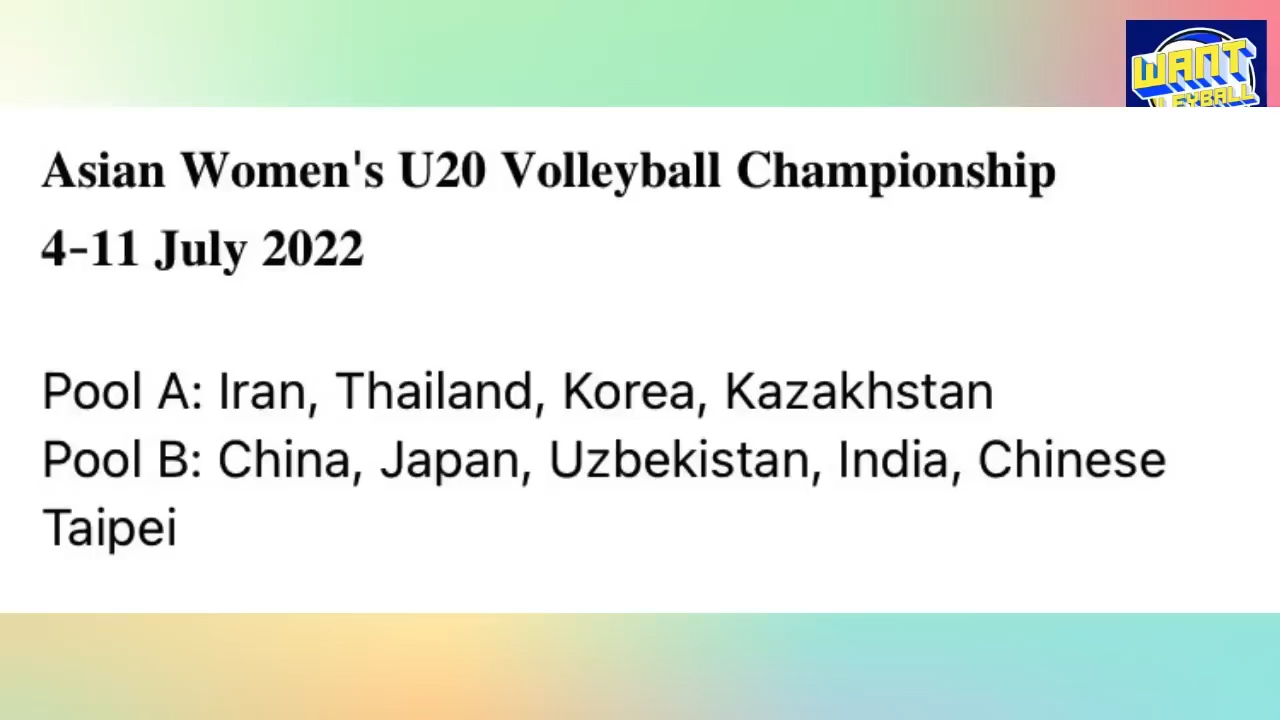 WANT
Asian Women's U20 Volleyball Championship
4-11 July 2022
Pool A: Iran, Thailand, Korea, Kazakhstan
Pool B: China, Japan, Uzbekistan, India, Chinese
Taipei